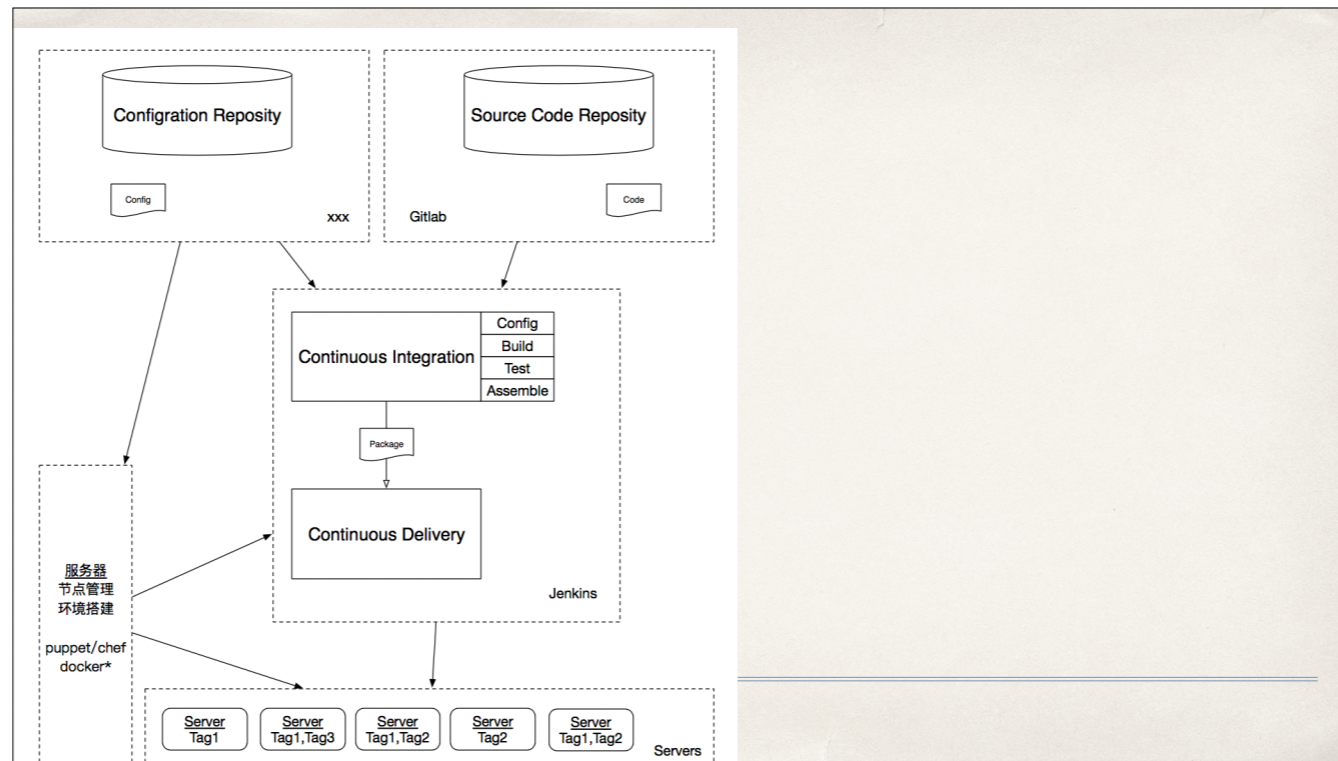 Configration Reposity
Config
xxx
Source Code Reposity
Code
Gitlab
Continuous Integration
Config
Build
Test
Assemble
Package
Continuous Delivery
Jenkins
服务器
节点管理
环境搭建
puppet/chef
docker*
Server
Tag1
Server
Tag1,Tag3
Server
Tag1,Tag2
Server
Tag2
Server
Tag1,Tag2
Servers